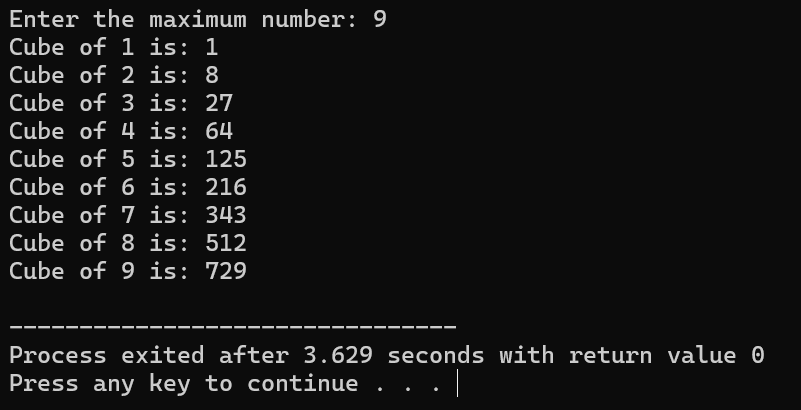 Enter the maximum number: 9
Cube of 1 is: 1
Cube of 2 is: 8
Cube of 3 is: 27
Cube of 4 is: 64
Cube of 5 is: 125
Cube of 6 is: 216
Cube of 7 is: 343
Cube of 8 is: 512
Cube of 9 is: 729
--------------------------------
Process exited after 3.629 seconds with return value 0
Press any key to continue . . .